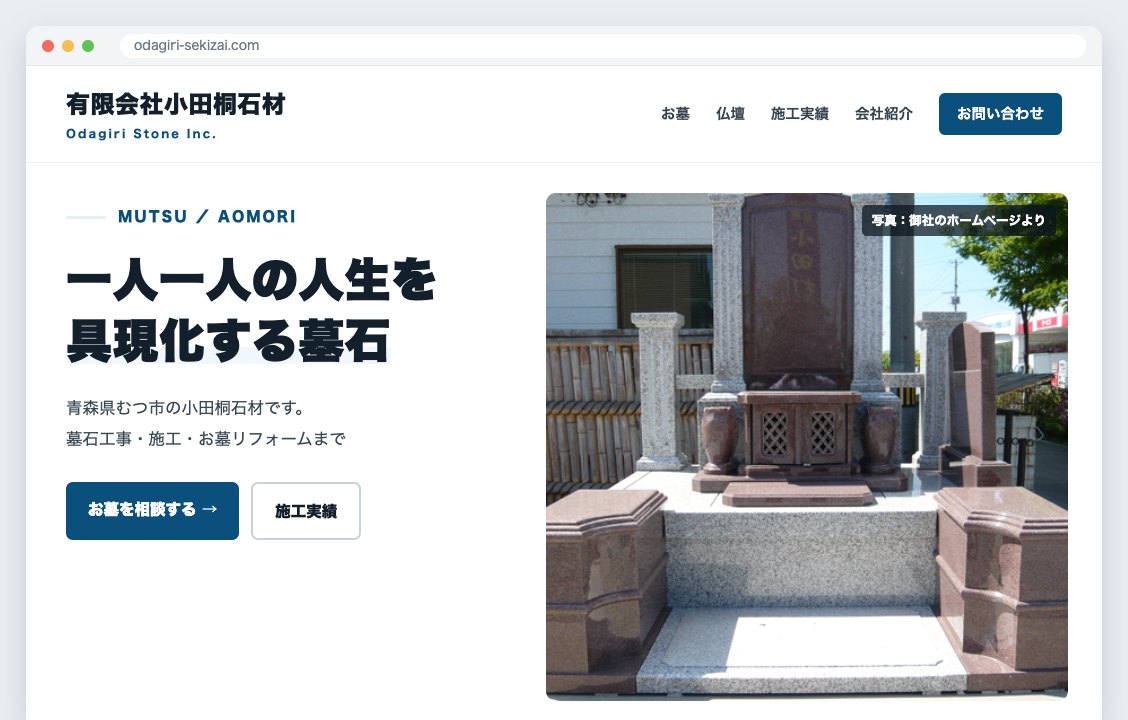 odagiri-sekizai.com
有限会社小田桐石材
Odagiri Stone Inc.
お墓
仏壇
施工実績
会社紹介
お問い合わせ
MUTSU ／ AOMORI
一人一人の人生を
具現化する墓石
青森県むつ市の小田桐石材です。
墓石工事・施工・お墓リフォームまで
お墓を相談する →
施工実績
写真：御社のホームページより